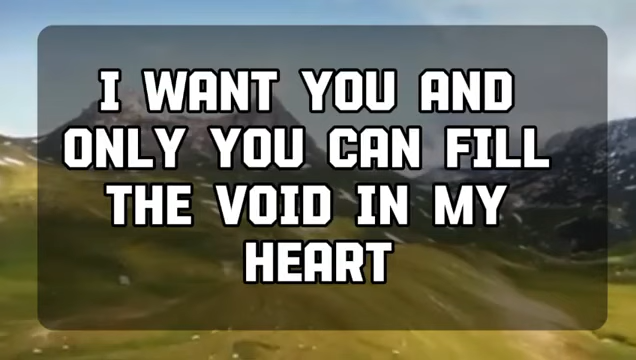 I WANT YOU AND
ONLY YOU CAN FILL
THE VOID IN MY
HEART